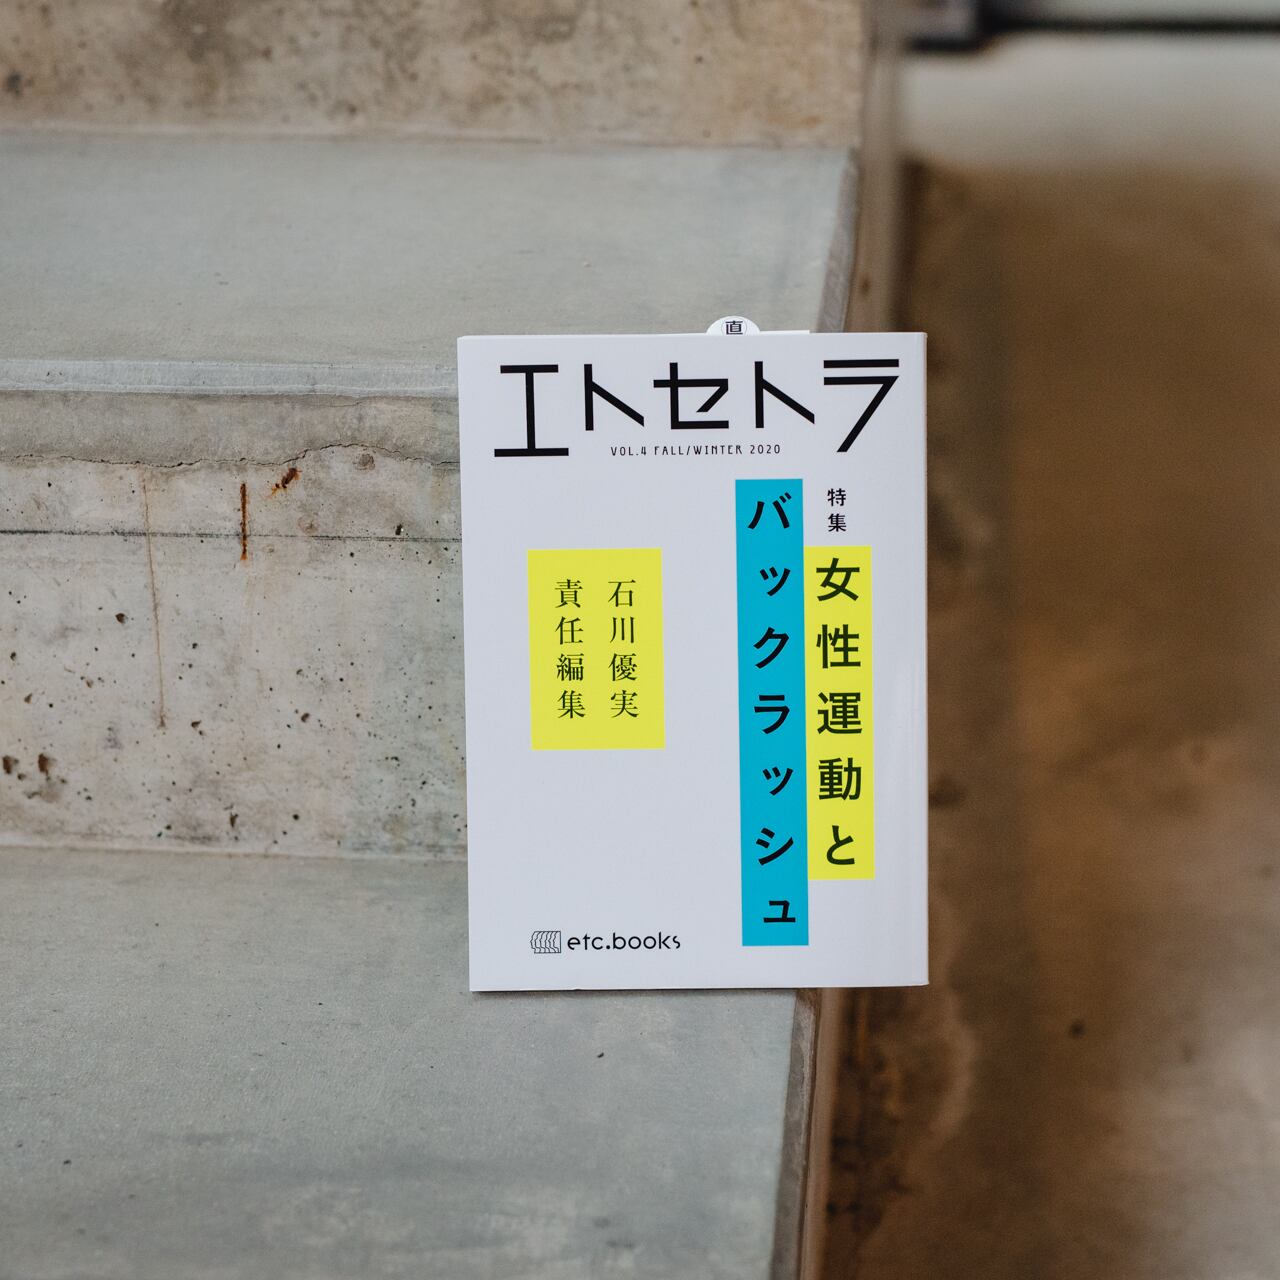 直
エトセトラ
VOL.4 FALL/WINTER 2020
特集
女性運動と
バックラッシュ
石川優実
責任編集
etc.books